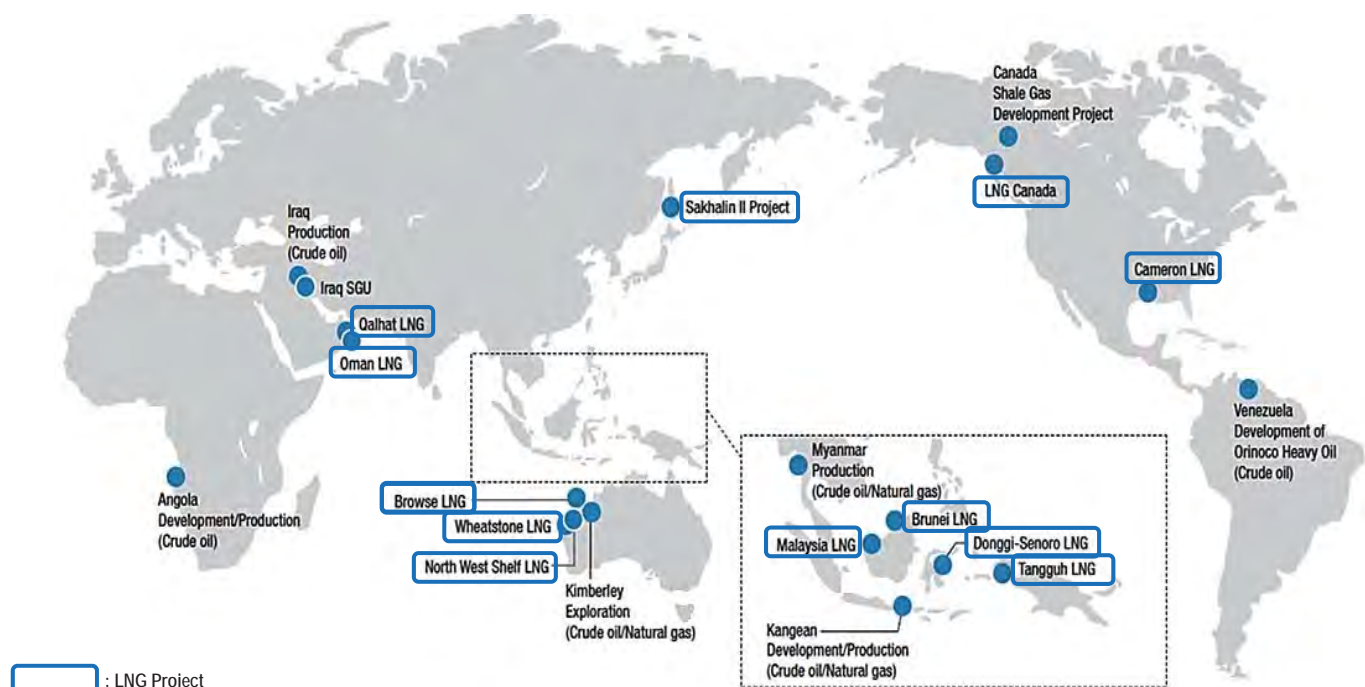 Canada
Shale Gas
Development Project
LNG Canada
Sakhalin II Project
Iraq
Production
(Crude oil)
Iraq SGU
Cameron LNG
Qalhat LNG
Oman LNG
Venezuela
Development of
Orinoco Heavy Oil
(Crude oil)
Angola
Development/Production
(Crude oil)
Browse LNG
Wheatstone LNG
North West Shelf LNG
Kimberley
Exploration
(Crude oil/Natural gas)
Myanmar
Production
(Crude oil/Natural gas)
Brunei LNG
Malaysia LNG
Donggi-Senoro LNG
Tangguh LNG
Kangean
Development/Production
(Crude oil/Natural gas)
: LNG Project